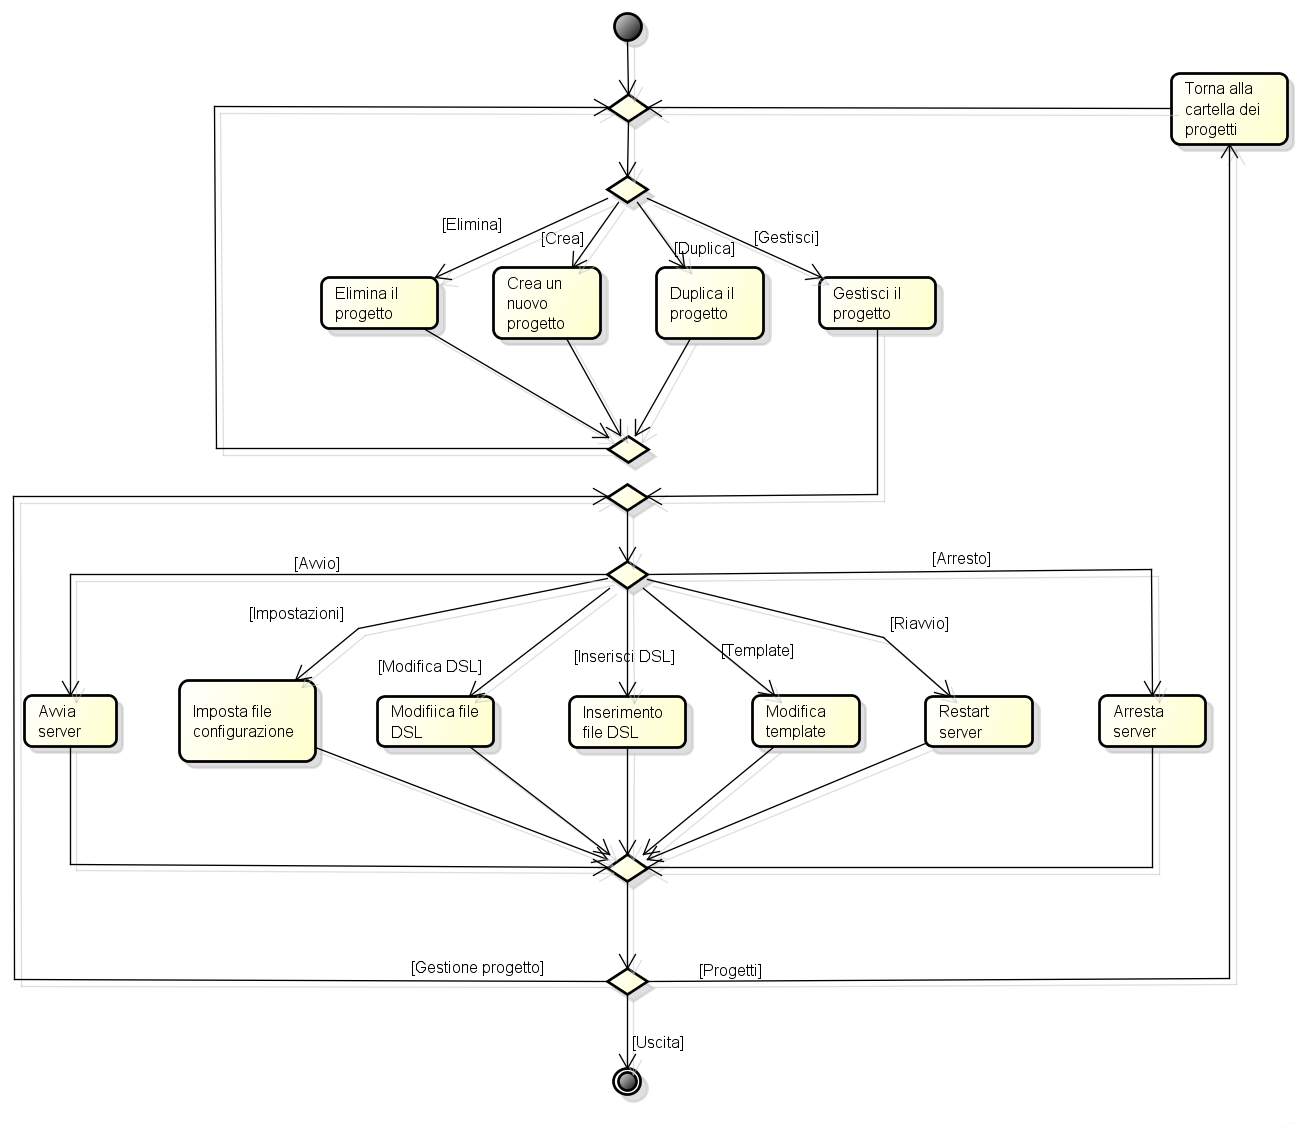 Torna alla
cartella dei
progetti
[Elimina]
[Crea]
[Duplica]
[Gestisci]
Elimina il
progetto
Crea un
nuovo
progetto
Duplica il
progetto
Gestisci il
progetto
[Avvio]
[Arresto]
[Impostazioni]
[Riavvio]
[Modifica DSL]
[Inserisci DSL]
[Template]
Avvia
server
Imposta file
configurazione
Modifiica file
DSL
Inserimento
file DSL
Modifica
template
Restart
server
Arresta
server
[Gestione progetto]
[Progetti]
[Uscita]